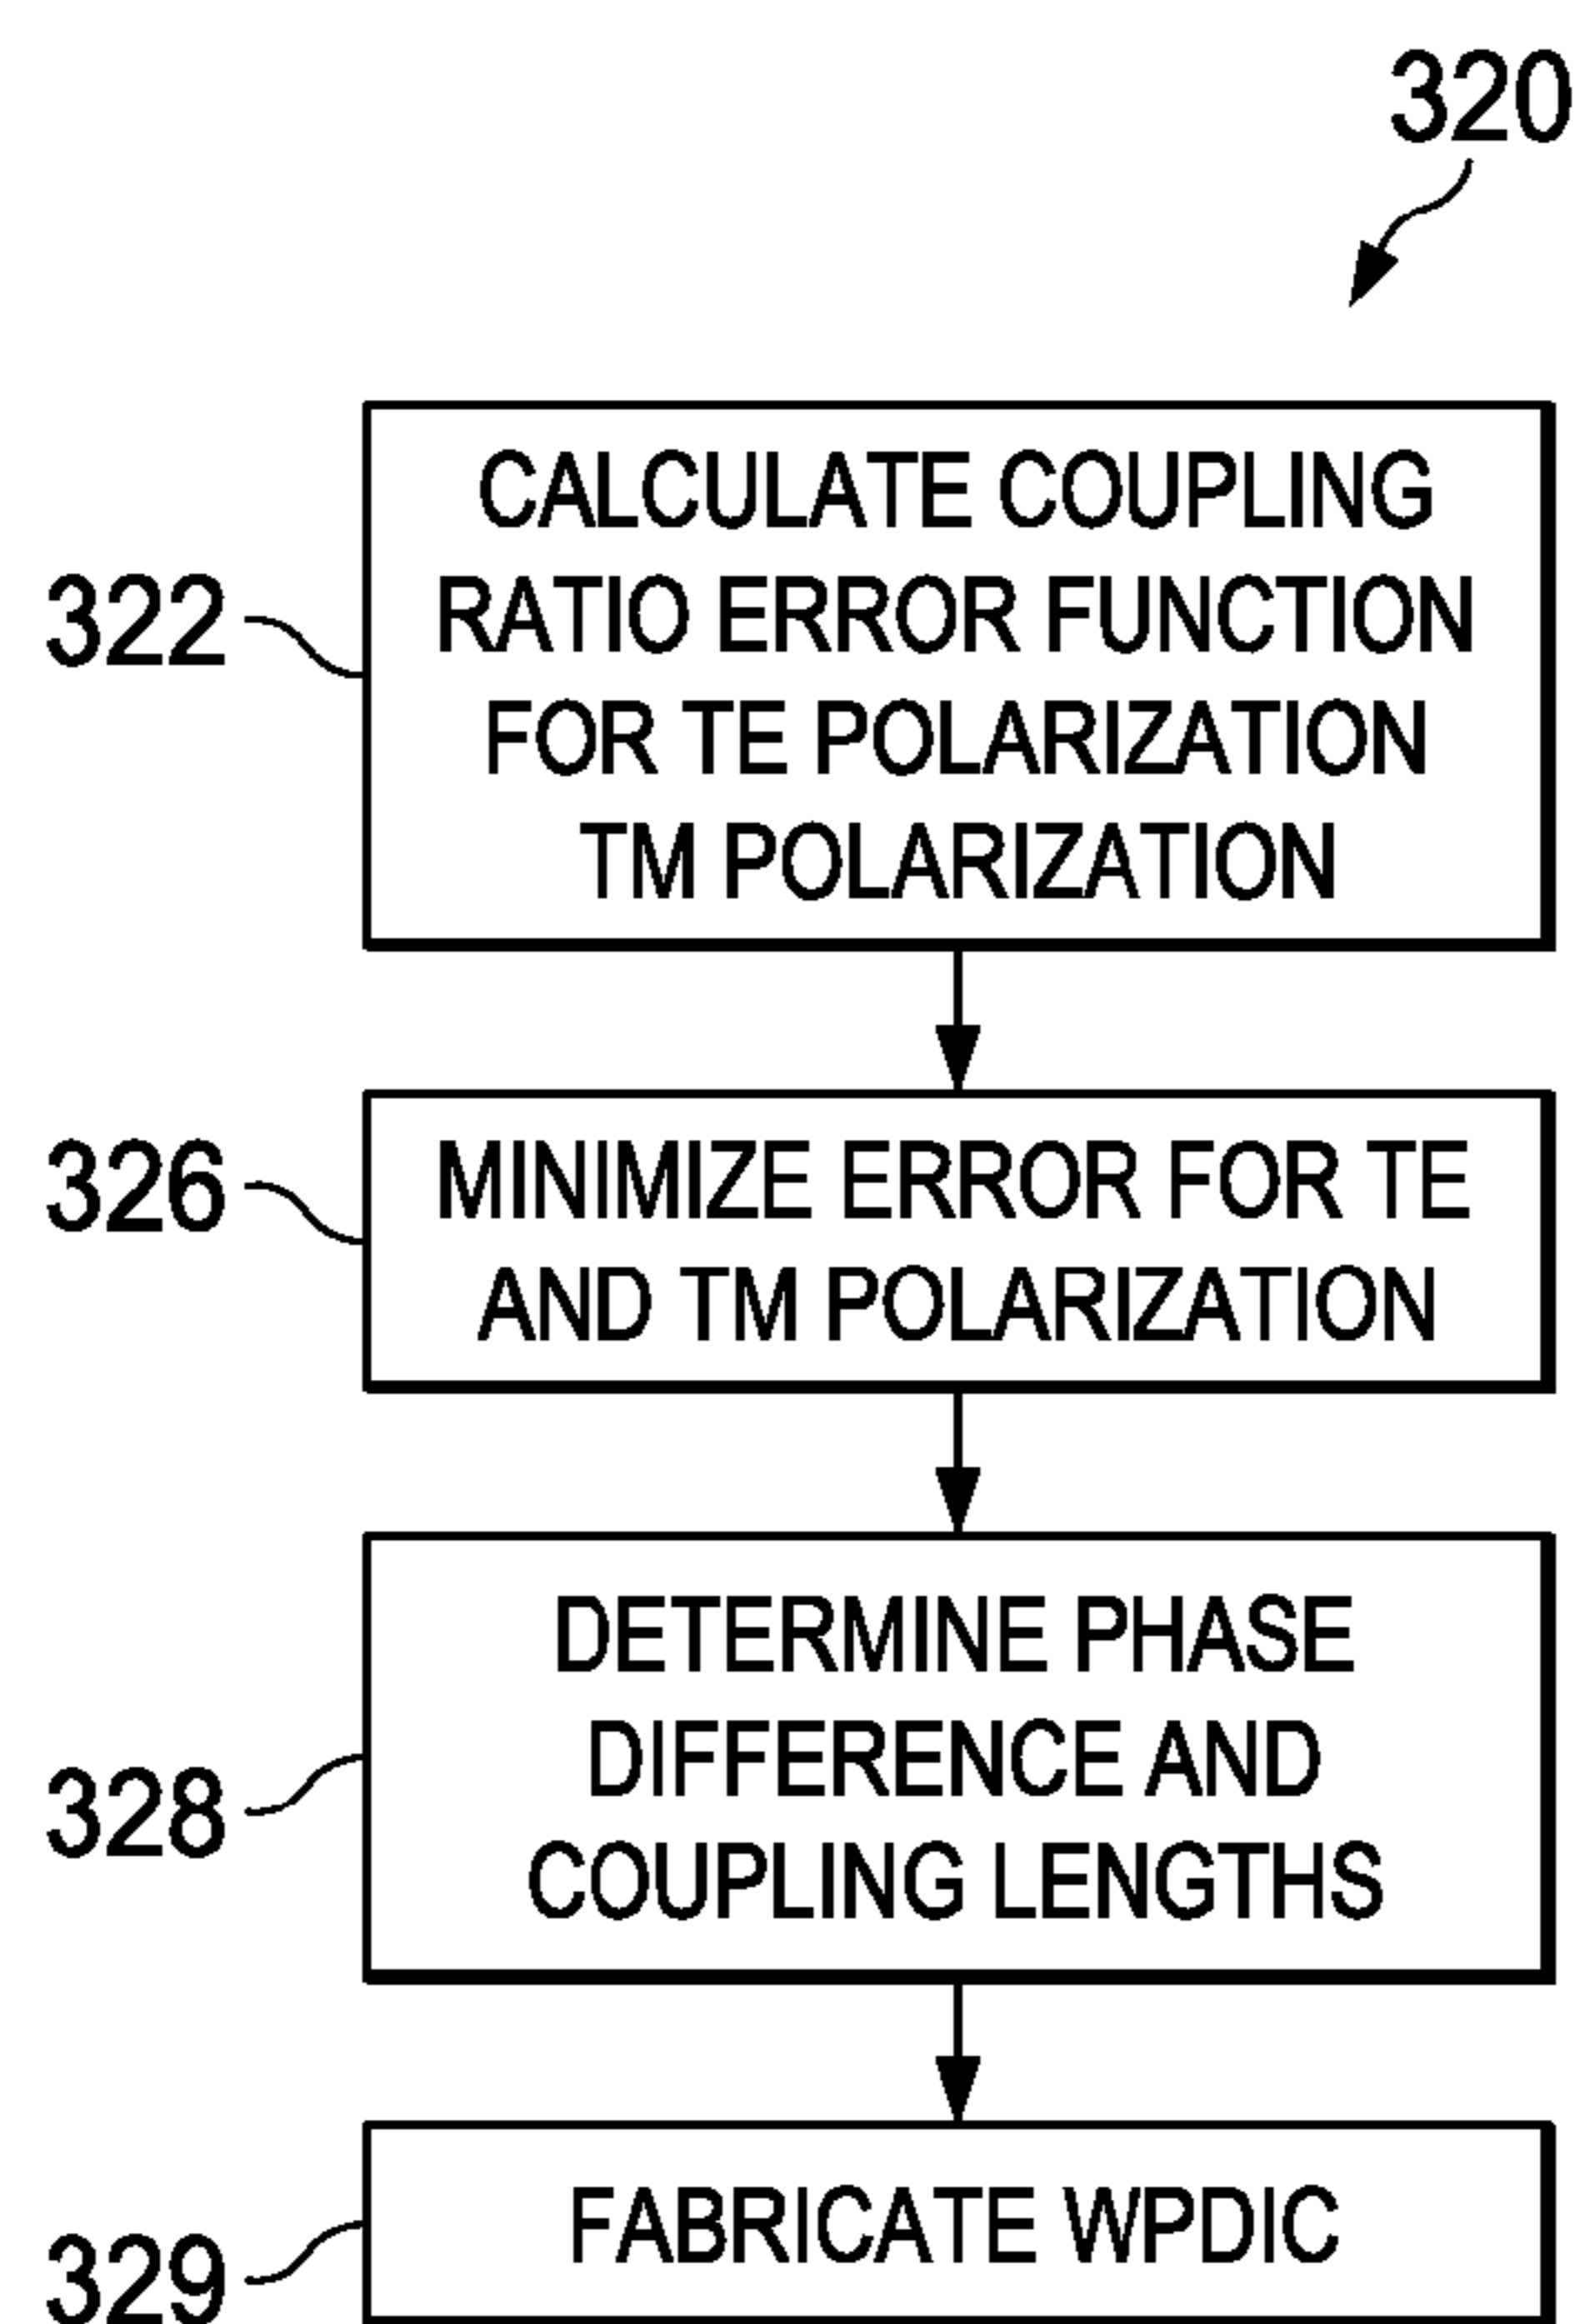 320
322
CALCULATE COUPLING
RATIO ERROR FUNCTION
FOR TE POLARIZATION
TM POLARIZATION
326
MINIMIZE ERROR FOR TE
AND TM POLARIZATION
328
DETERMINE PHASE
DIFFERENCE AND
COUPLING LENGTHS
329
FABRICATE WPDIC